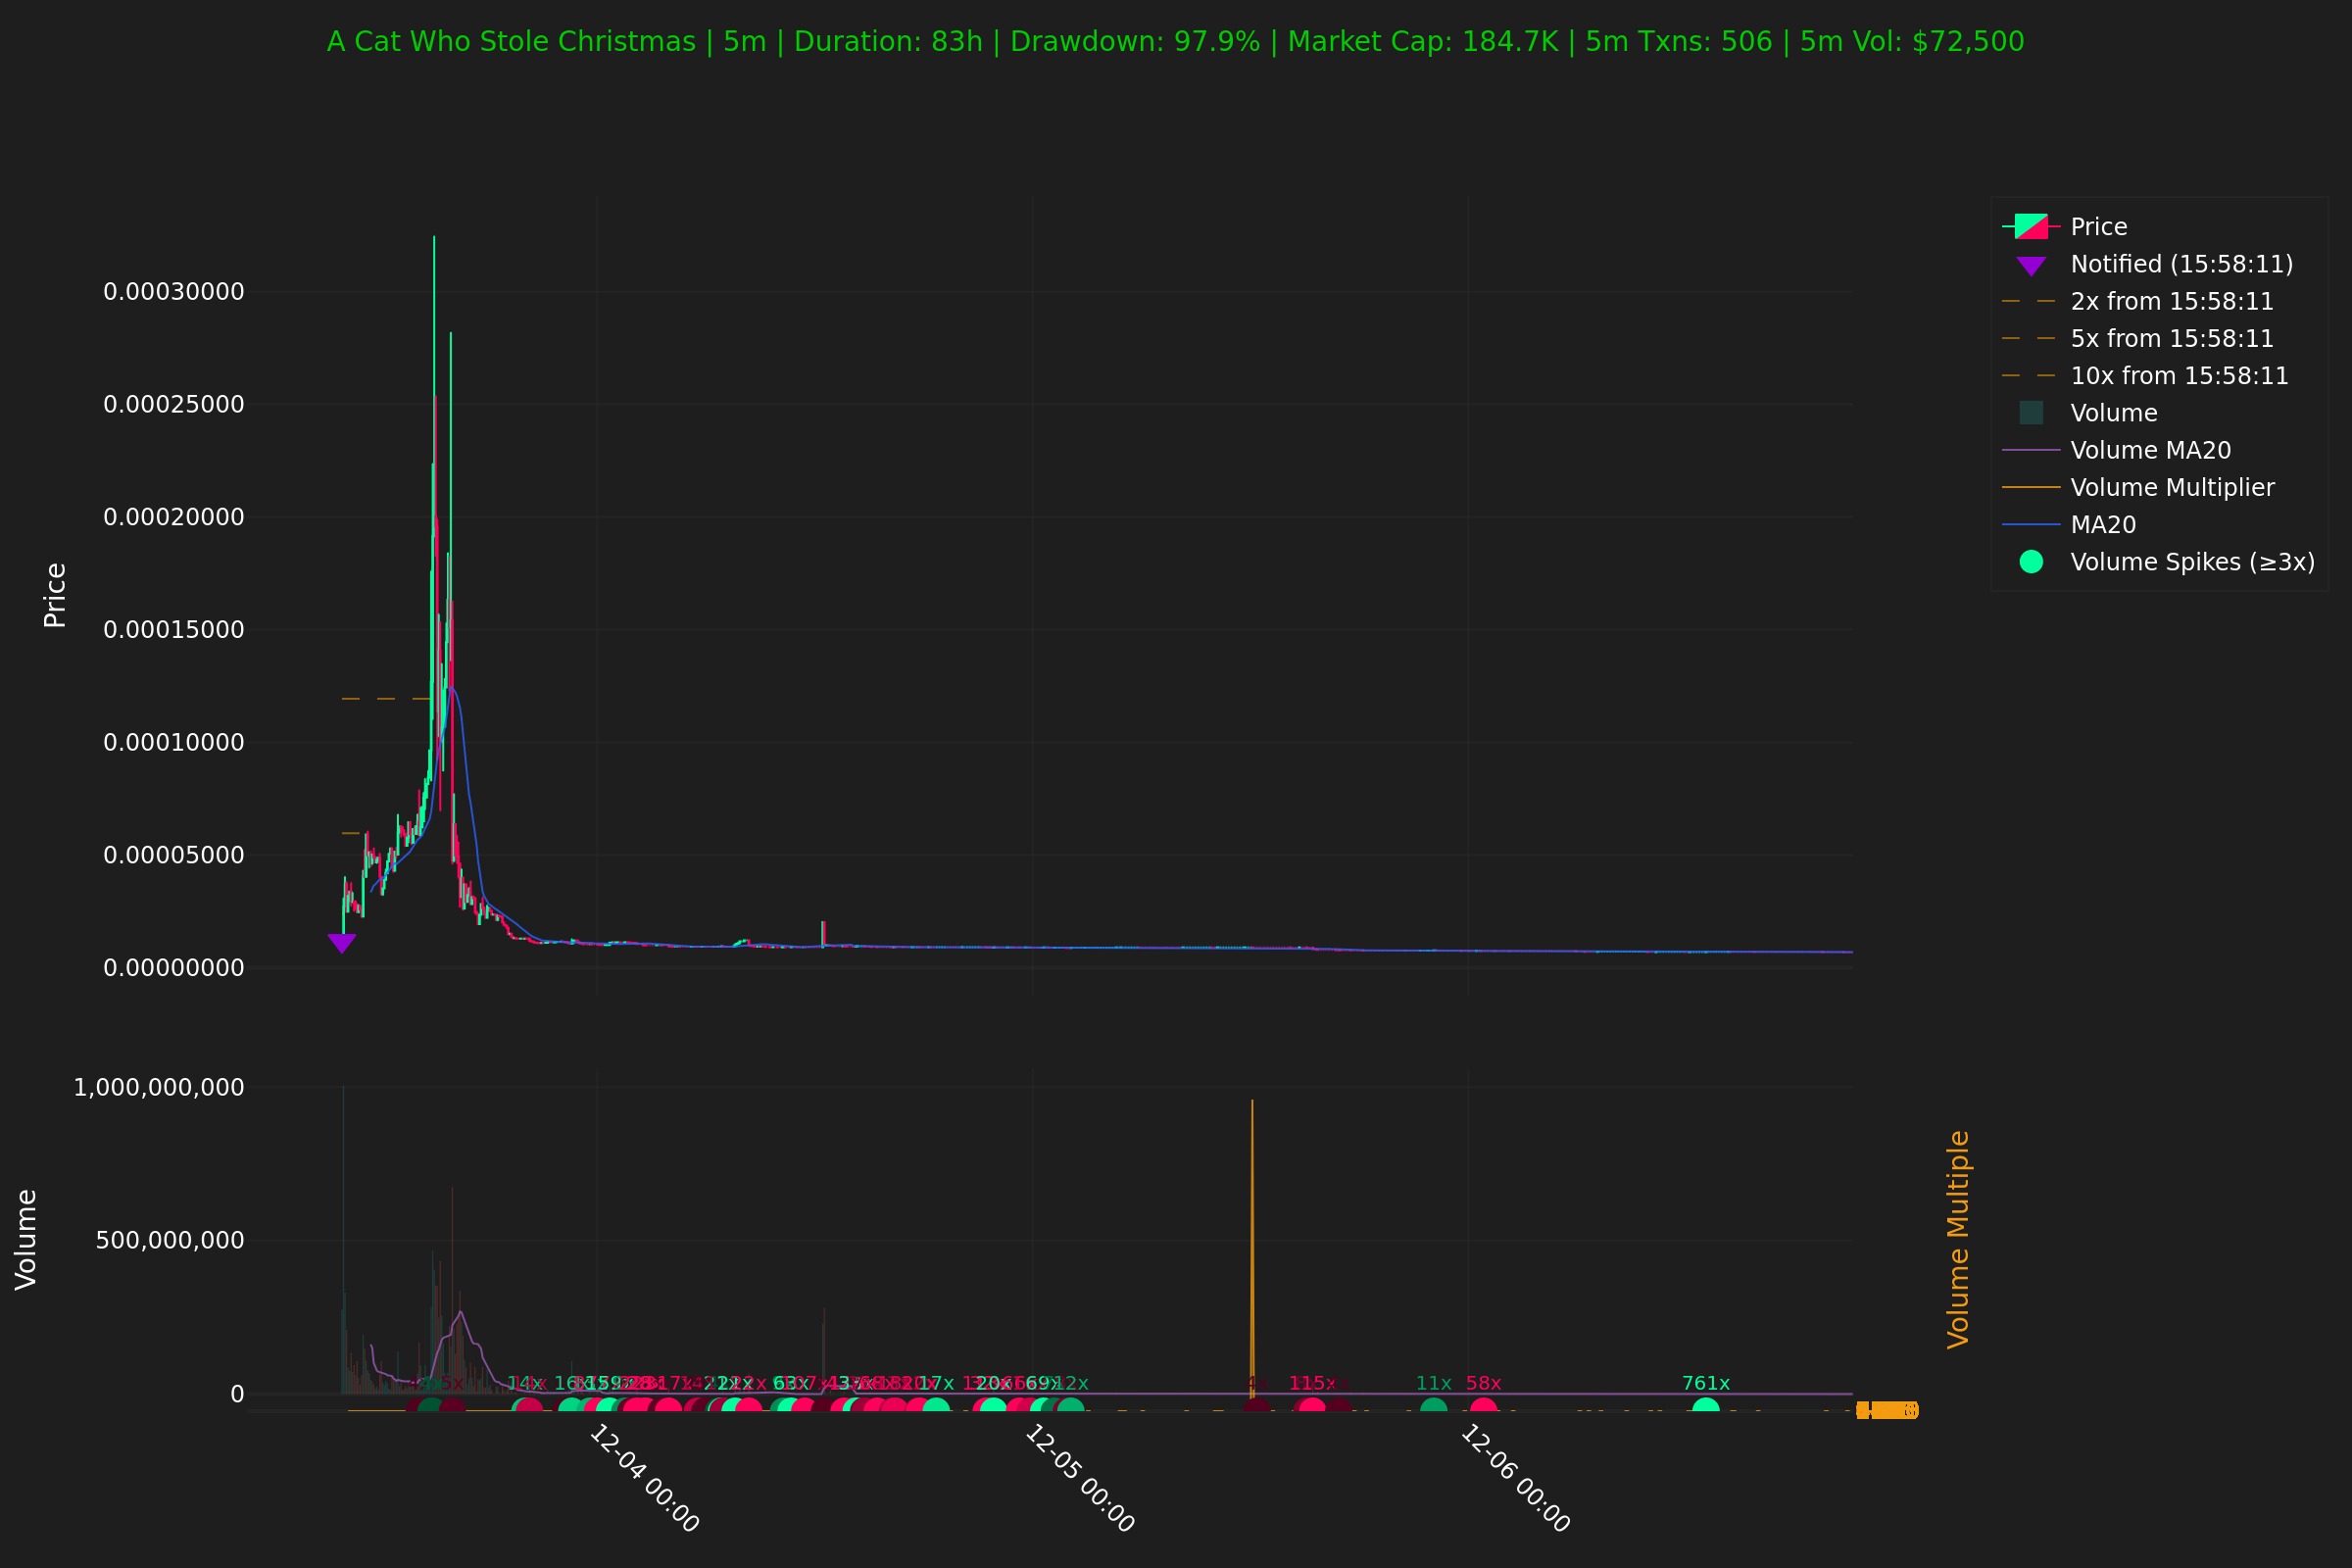 A Cat Who Stole Christmas | 5m | Duration: 83h | Drawdown: 97.9% | Market Cap: 184.7K | 5m Txns: 506 | 5m Vol: $72,500
Price
0.00030000
0.00025000
0.00020000
0.00015000
0.00010000
0.00005000
0.00000000
Price
Notified (15:58:11)
2x from 15:58:11
5x from 15:58:11
10x from 15:58:11
Volume
Volume MA20
Volume Multiplier
MA20
Volume Spikes (≥3x)
Volume
1,000,000,000
500,000,000
0
14x
63x
17x
20x
69x
12x
115x
11x
58x
761x
Volume Multiple
12-04 00:00
12-05 00:00
12-06 00:00